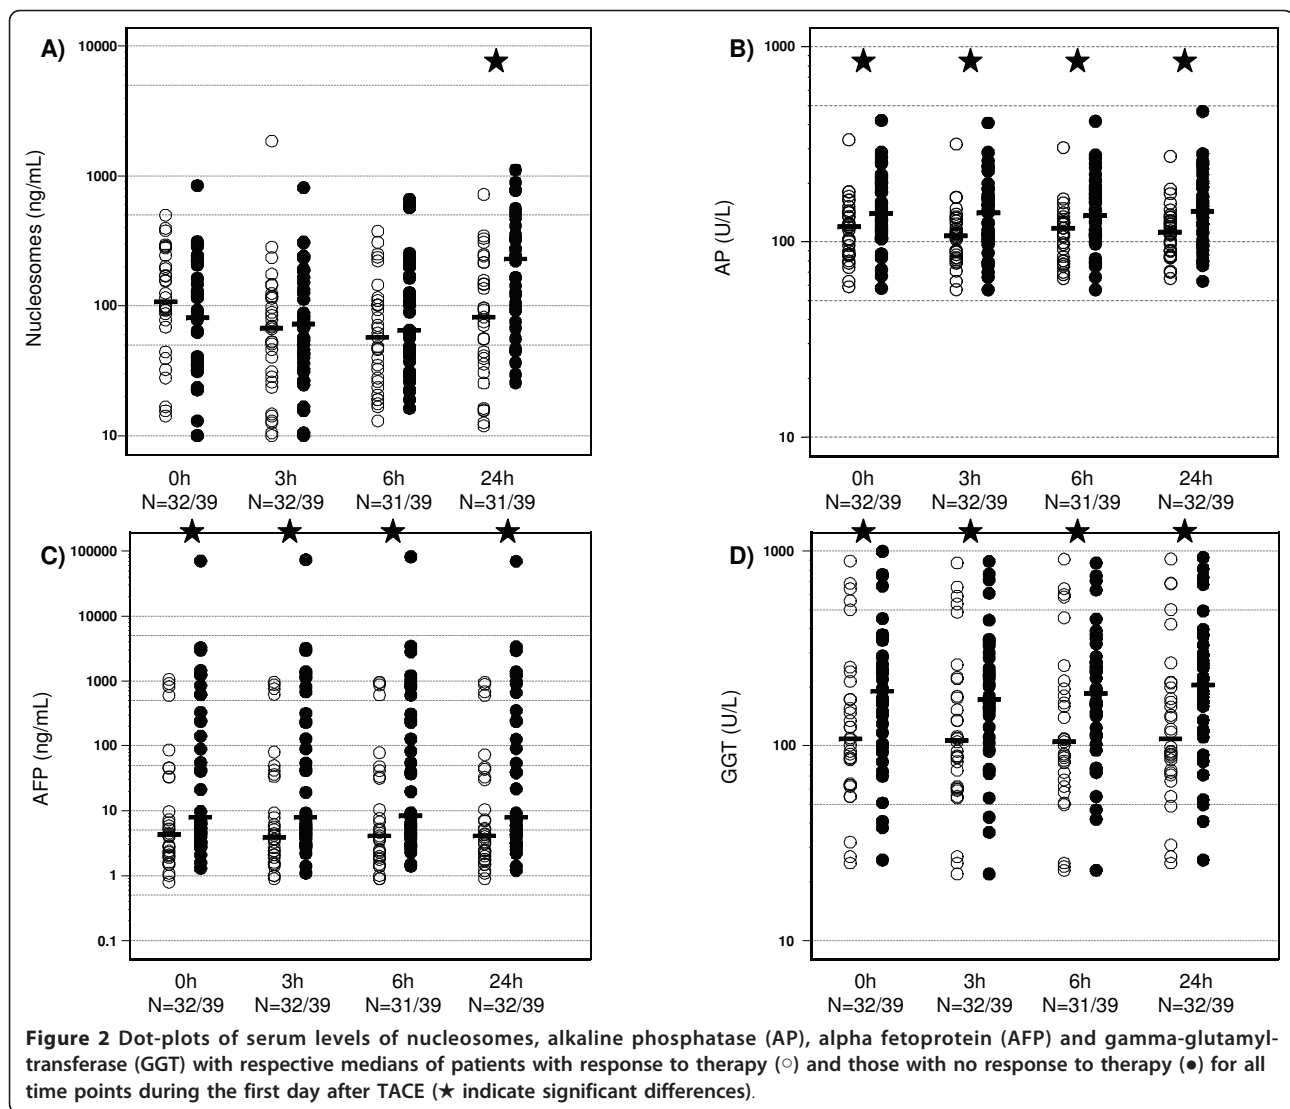 A)
10000
1000
100
10
Nucleosomes (ng/mL)
★
0h 3h 6h 24h
N=32/39 N=32/39 N=31/39 N=31/39
B)
1000
100
10
AP (U/L)
★ ★ ★ ★
0h 3h 6h 24h
N=32/39 N=32/39 N=31/39 N=32/39
C)
100000
10000
1000
100
10
1
0.1
AFP (ng/mL)
★ ★ ★ ★
0h 3h 6h 24h
N=32/39 N=32/39 N=31/39 N=32/39
D)
1000
100
10
GGT (U/L)
★ ★ ★ ★
0h 3h 6h 24h
N=32/39 N=32/39 N=31/39 N=32/39
Figure 2 Dot-plots of serum levels of nucleosomes, alkaline phosphatase (AP), alpha fetoprotein (AFP) and gamma-glutamyl-
transferase (GGT) with respective medians of patients with response to therapy (○) and those with no response to therapy (●) for all
time points during the first day after TACE (★ indicate significant differences).